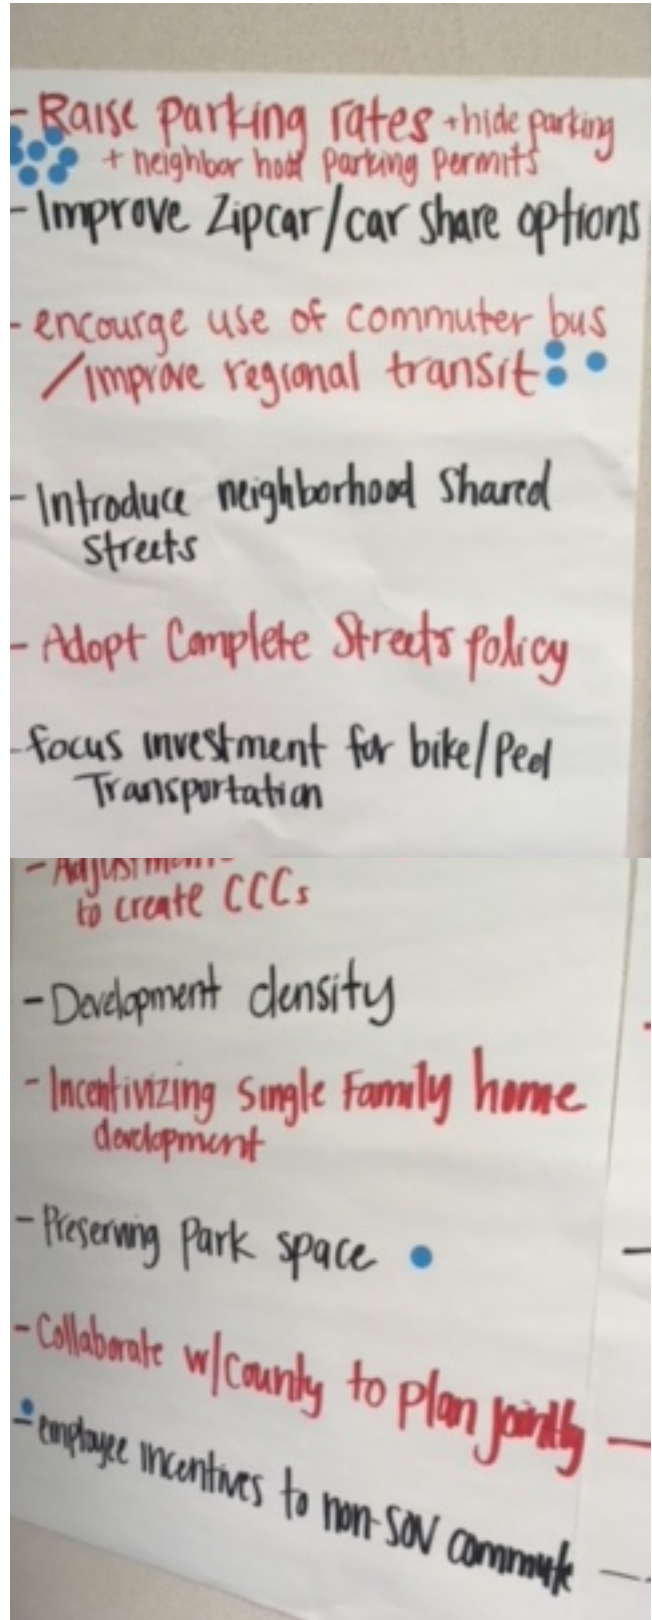 - Raise parking rates + hide parking
+ neighbor hood parking permits
- Improve Zipcar/car share options
- encourge use of commuter bus
/improve regional transit
- Introduce neighborhood Shared
Streets
- Adopt Complete Streets policy
- focus investment for bike/Ped
Transportation
-
to create CCCs
- Development density
- Incentivizing Single Family home
development
- Preserving Park space
- Collaborate w/County to plan jointly
- employee incentives to non-SOV commute